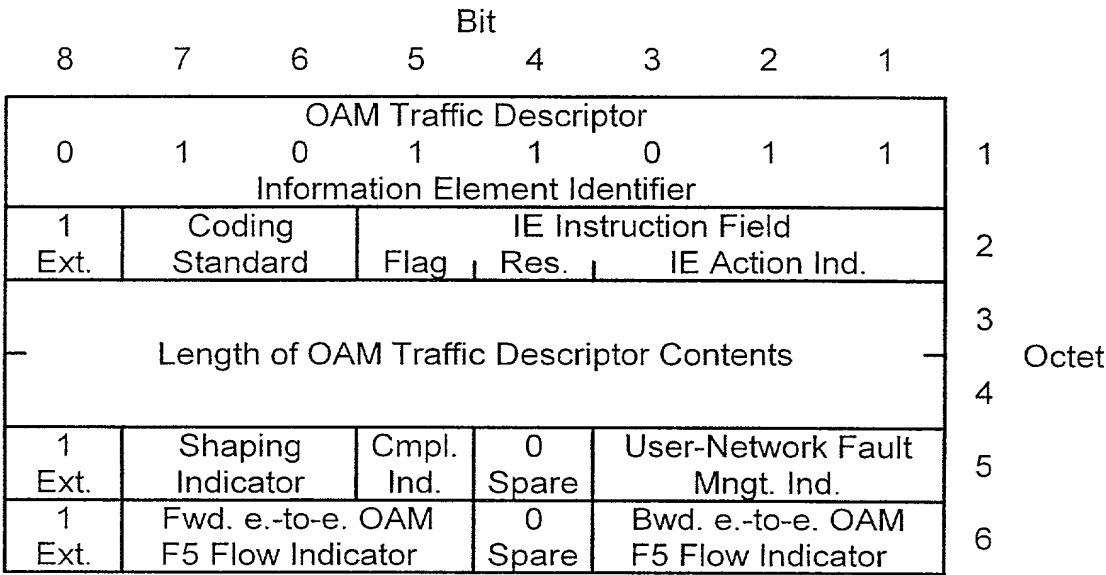 Bit
8 7 6 5 4 3 2 1
OAM Traffic Descriptor
0 1 0 1 1 0 1 1 1
Information Element Identifier
1 Coding IE Instruction Field
Ext. Standard Flag Res. IE Action Ind. 2
3
Length of OAM Traffic Descriptor Contents Octet
4
1 Shaping Cmpl. 0 User-Network Fault
Ext. Indicator Ind. Spare Mngt. Ind. 5
1 Fwd. e.-to-e. OAM 0 Bwd. e.-to-e. OAM
Ext. F5 Flow Indicator Spare F5 Flow Indicator 6